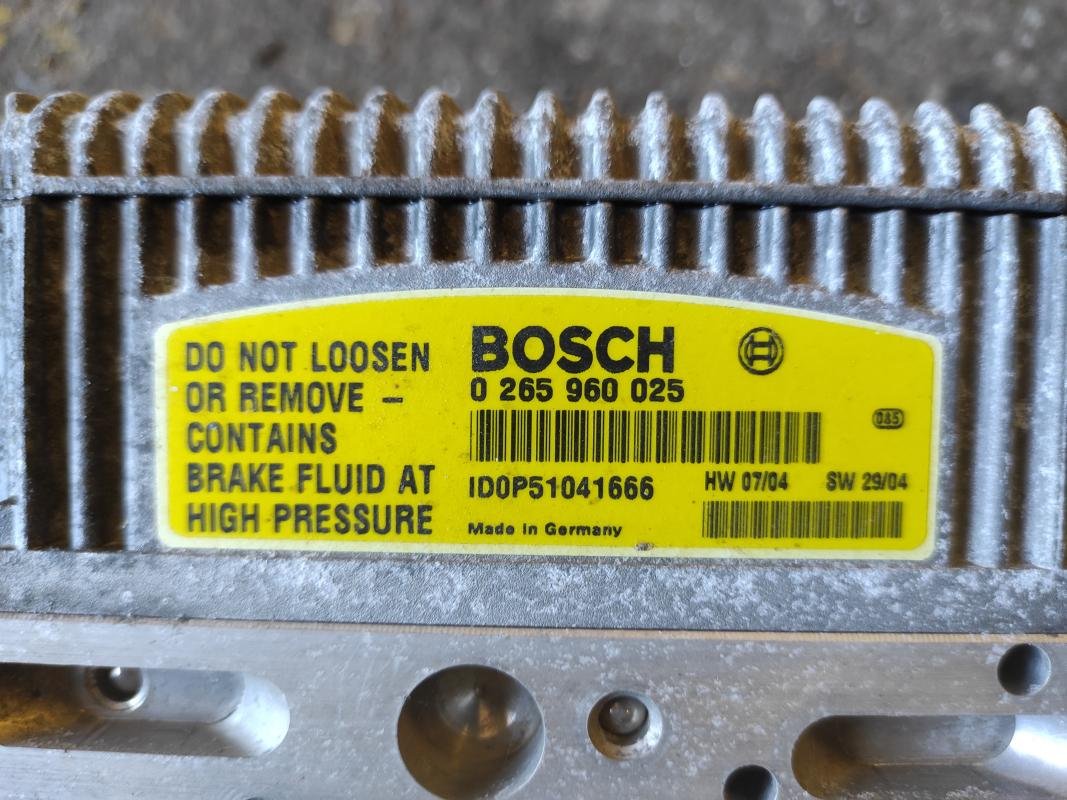 DO NOT LOOSEN
OR REMOVE –
CONTAINS
BRAKE FLUID AT
HIGH PRESSURE
BOSCH
0 265 960 025
085
ID0P51041666
HW 07/04 SW 29/04
Made in Germany